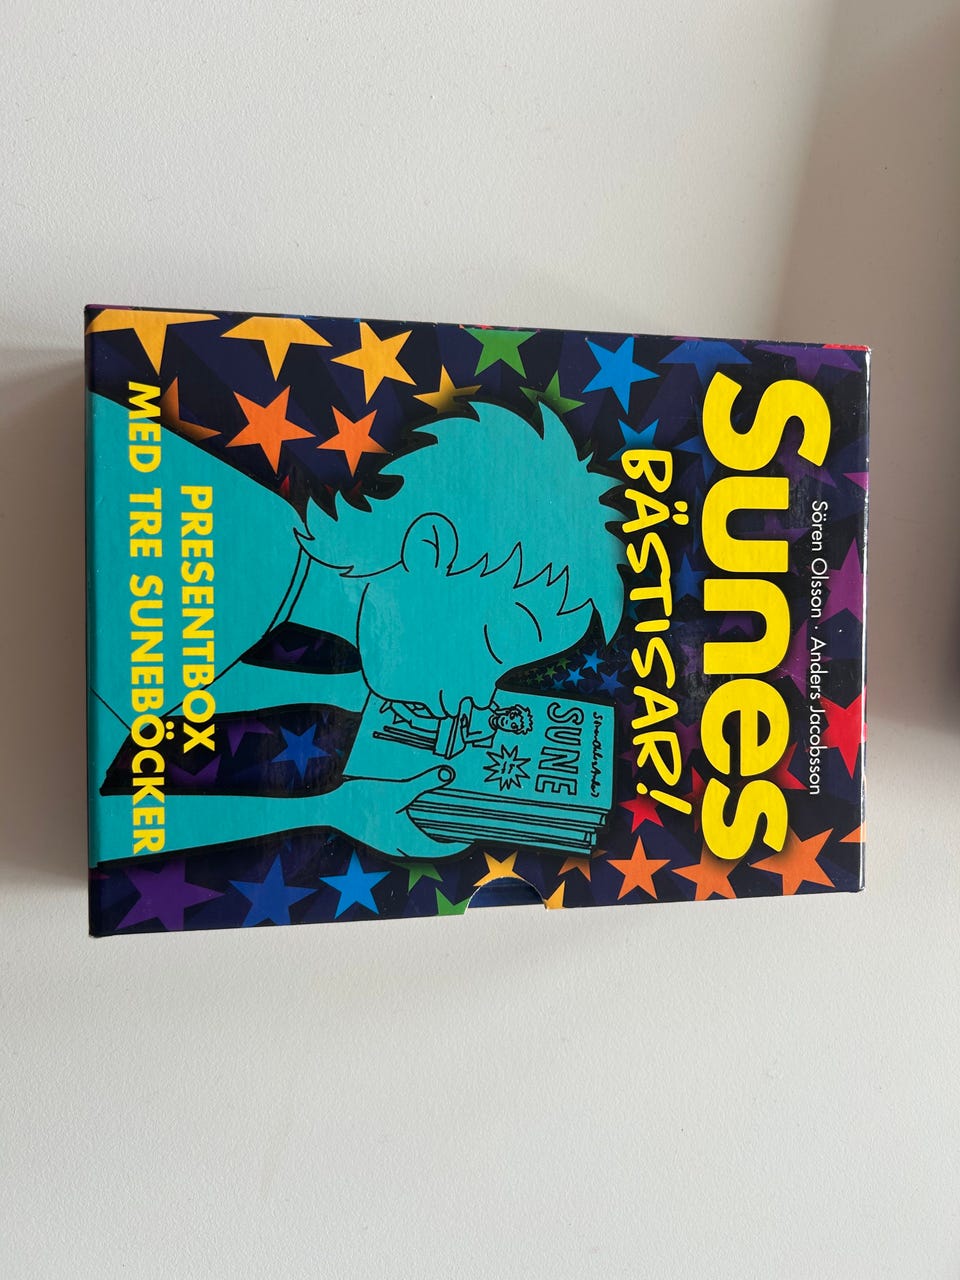 Sören Olsson · Anders Jacobsson
Sunes
BÄSTISAR!
SUNE
PRESENTBOX
MED TRE SUNEBÖCKER